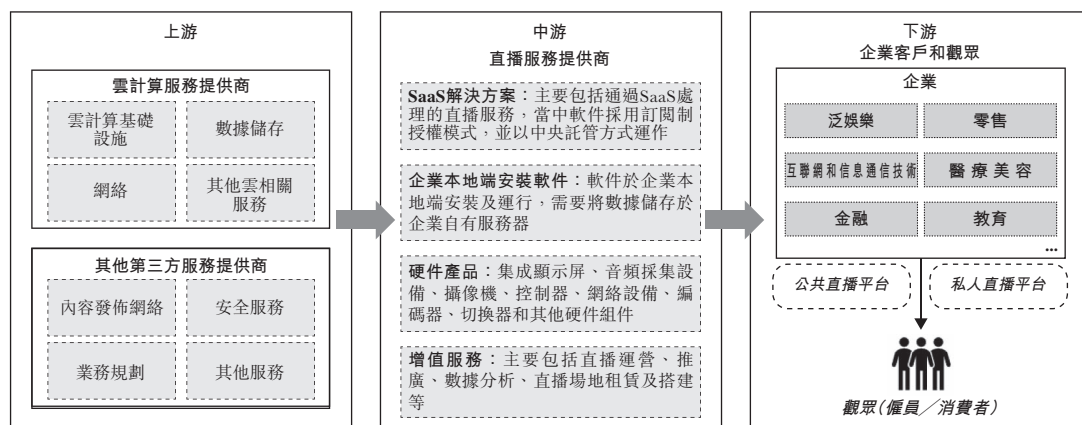 上游
雲計算服務提供商
雲計算基礎
設施
數據儲存
網絡
其他雲相關
服務
其他第三方服務提供商
內容發佈網絡
安全服務
業務規劃
其他服務
中游
直播服務提供商
SaaS解決方案：主要包括通過SaaS處
理的直播服務，當中軟件採用訂閱制
授權模式，並以中央託管方式運作
企業本地端安裝軟件：軟件於企業本
地端安裝及運行，需要將數據儲存於
企業自有服務器
硬件產品：集成顯示屏、音頻採集設
備、攝像機、控制器、網絡設備、編
碼器、切換器和其他硬件組件
增值服務：主要包括直播運營、推
廣、數據分析、直播場地租賃及搭建
等
下游
企業客戶和觀眾
企業
泛娛樂
零售
互聯網和信息通信技術
醫療美容
金融
教育
...
公共直播平台
私人直播平台
觀眾（僱員／消費者）